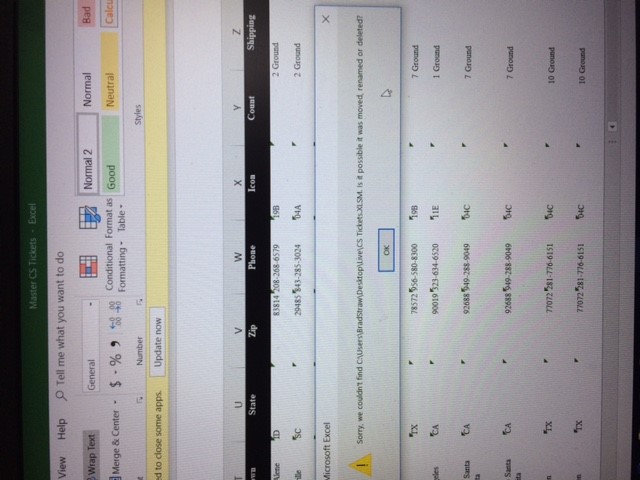 Master CS Tickets - Excel
View Help Tell me what you want to do
Wrap Text General Normal 2 Normal Bad
Merge & Center $ - % , Conditional Formatting Format as Table Good Neutral Calcu
Number Styles
ed to close some apps. Update now
T U V W X Y Z
own State Zip Phone Icon Count Shipping
Alene ID 83814 208-268-6579 19B 2 Ground
ille SC 29485 843-285-3024 04A 2 Ground
Microsoft Excel
Sorry, we couldn't find C:\Users\BradStraw\Desktop\Live\CS Tickets.XLSM. Is it possible it was moved, renamed or deleted?
OK
TX 78572 956-580-8300 19B 7 Ground
geles CA 90019 323-634-6520 11E 1 Ground
Santa CA 92688 949-288-9049 04C 7 Ground
ta
Santa CA 92688 949-288-9049 04C 7 Ground
ita
n TX 77072 281-776-6151 04C 10 Ground
on TX 77072 281-776-6151 04C 10 Ground